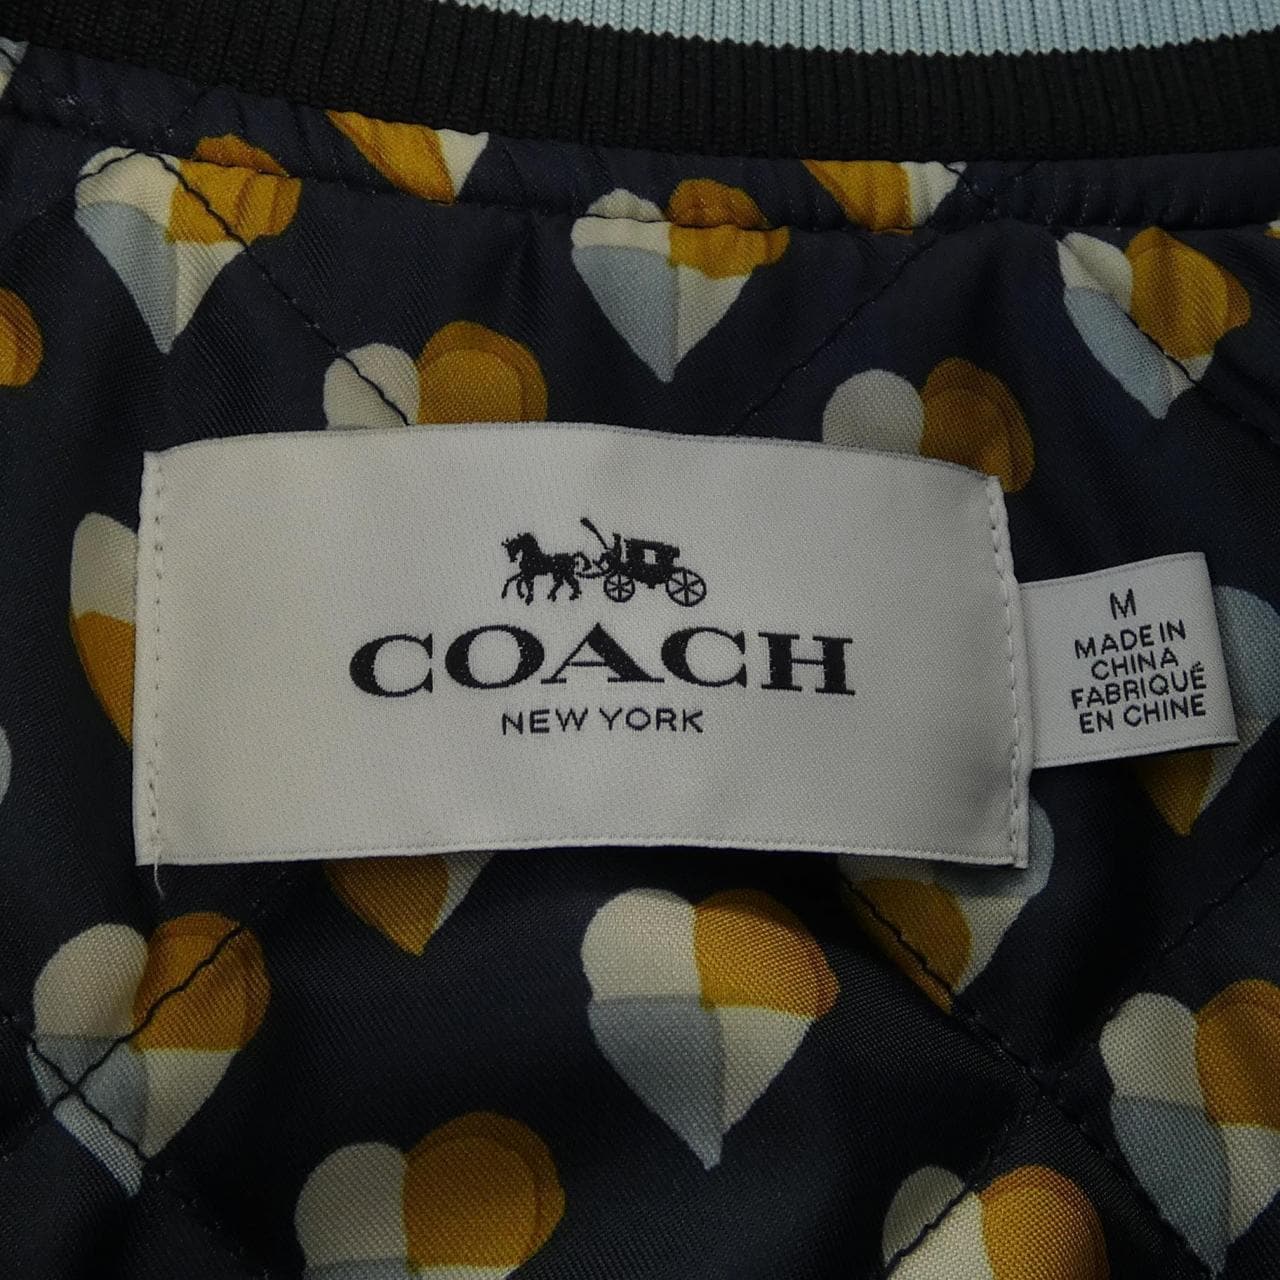 COACH
NEW YORK
M
MADE IN
CHINA
FABRIQUÉ
EN CHINE